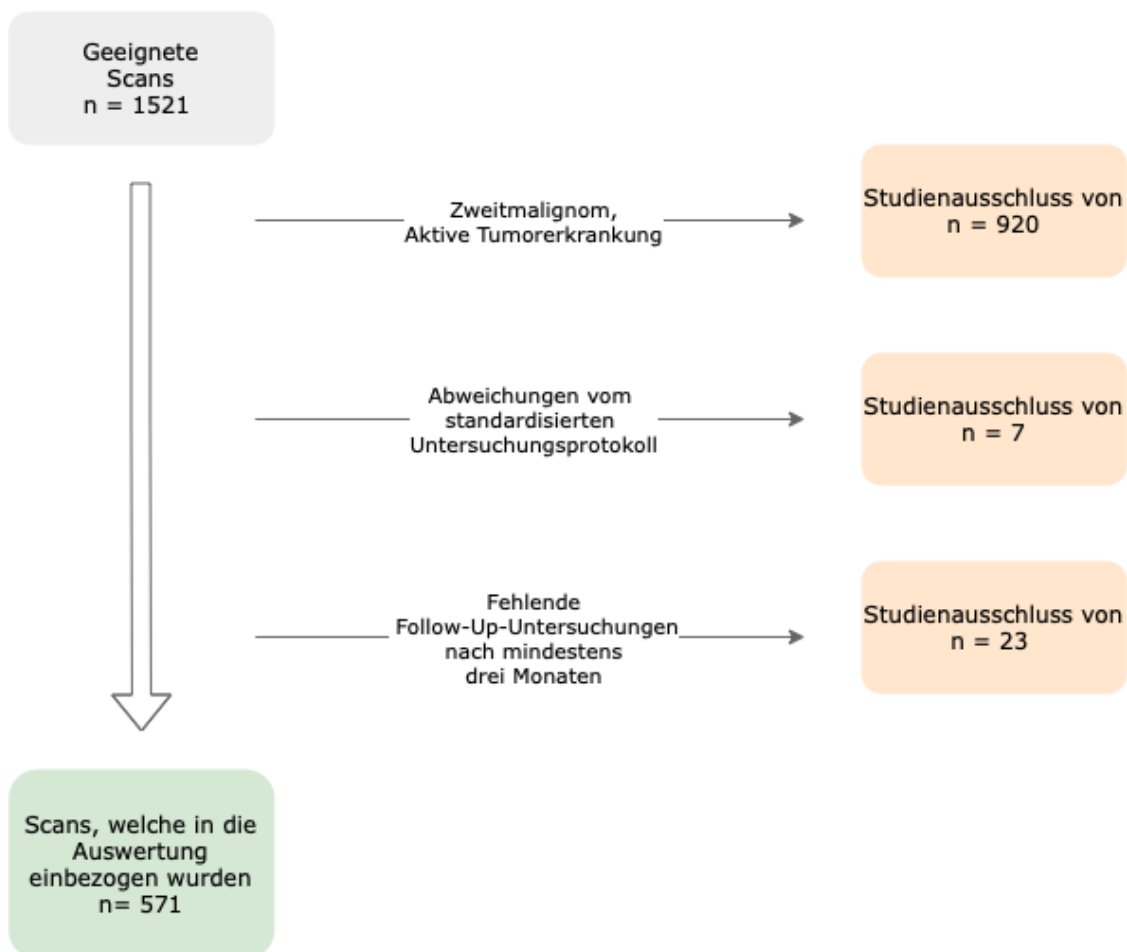 Geeignete
Scans
n = 1521
Zweitmalignom,
Aktive Tumorerkrankung
Studienausschluss von
n = 920
Abweichungen vom
standardisierten
Untersuchungsprotokoll
Studienausschluss von
n = 7
Fehlende
Follow-Up-Untersuchungen
nach mindestens
drei Monaten
Studienausschluss von
n = 23
Scans, welche in die
Auswertung
einbezogen wurden
n= 571